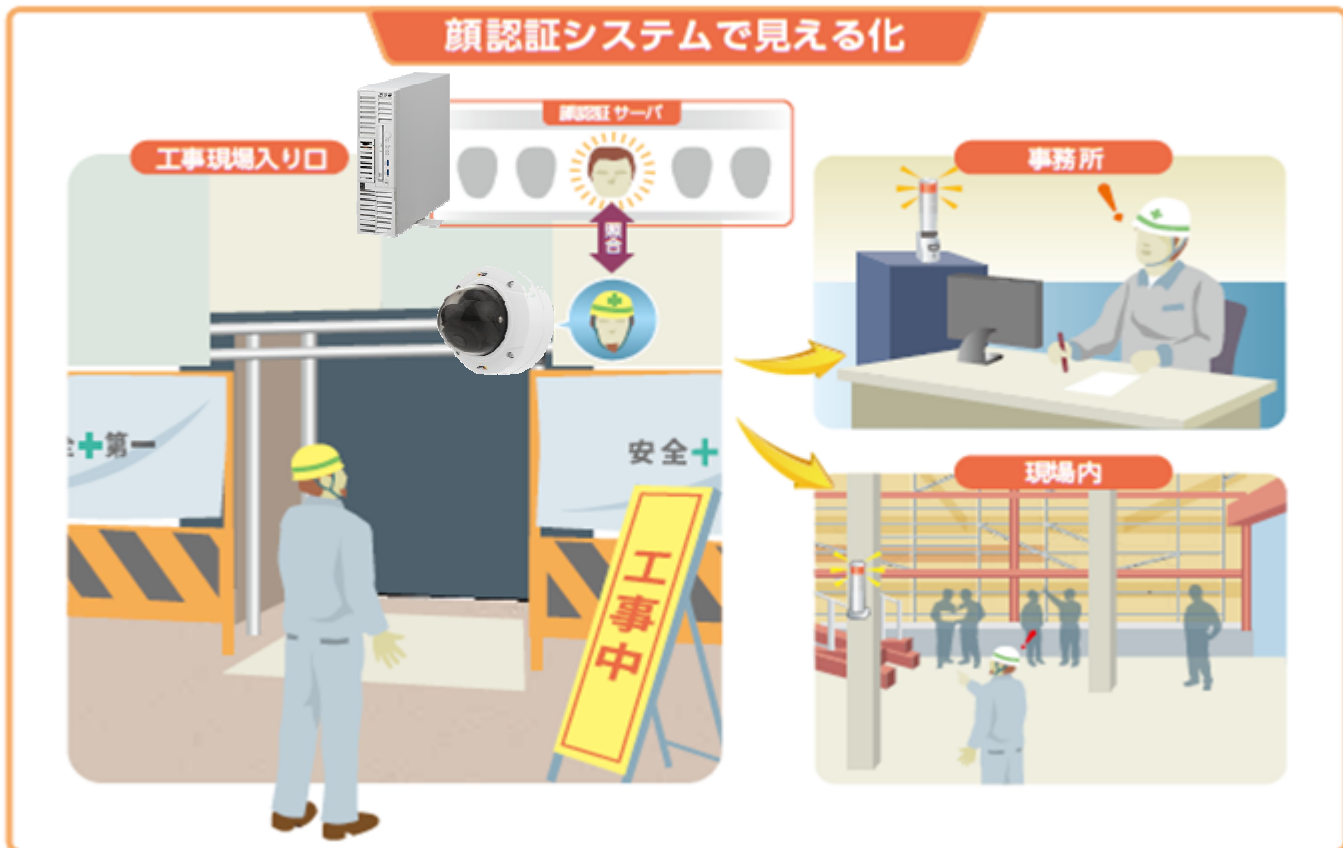 顔認証システムで見える化
顔認証サーバ
工事現場入り口
照合
事務所
全+第一
安全+
工事中
現場内